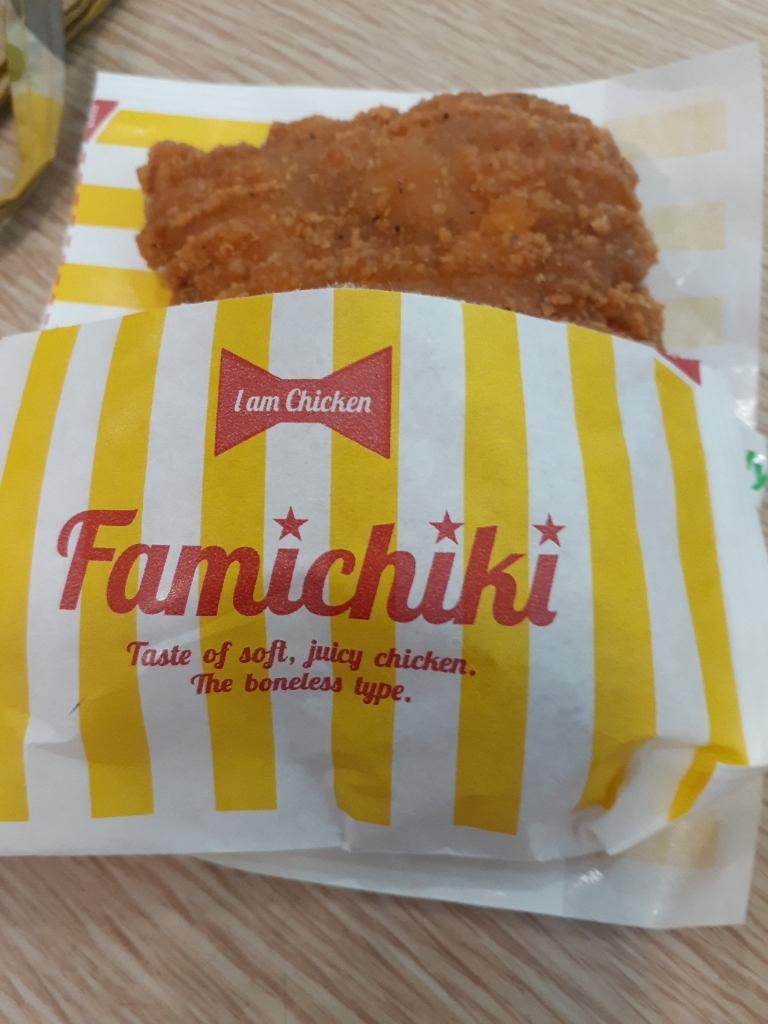 I am Chicken
Famichiki
Taste of soft, juicy chicken.
The boneless type.